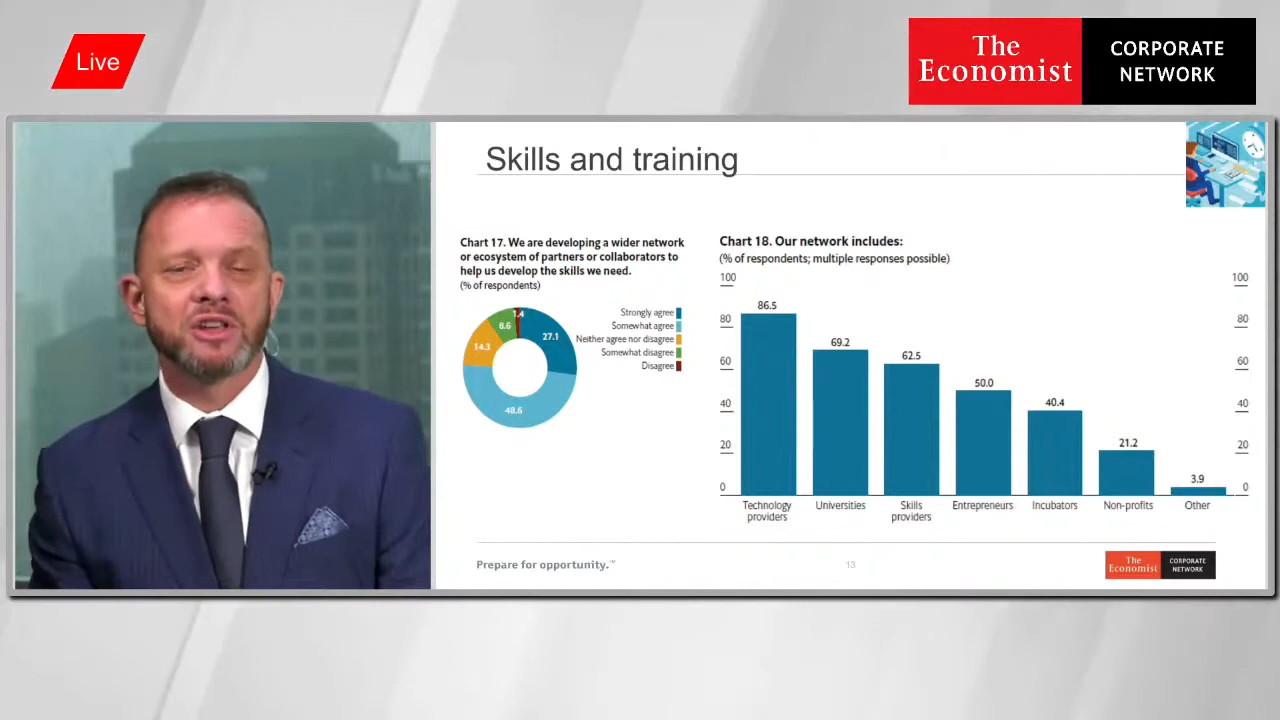 Live
The
Economist
CORPORATE
NETWORK
Skills and training
Chart 17. We are developing a wider network
or ecosystem of partners or collaborators to
help us develop the skills we need.
(% of respondents)
Strongly agree
Somewhat agree
Neither agree nor disagree
Somewhat disagree
Disagree
1.4
8.6
27.1
14.3
48.6
Chart 18. Our network includes:
(% of respondents; multiple responses possible)
100
80
60
40
20
0
86.5
69.2
62.5
50.0
40.4
21.2
3.9
100
80
60
40
20
0
Technology
providers
Universities
Skills
providers
Entrepreneurs
Incubators
Non-profits
Other
Prepare for opportunity.™
13
The
Economist
CORPORATE
NETWORK